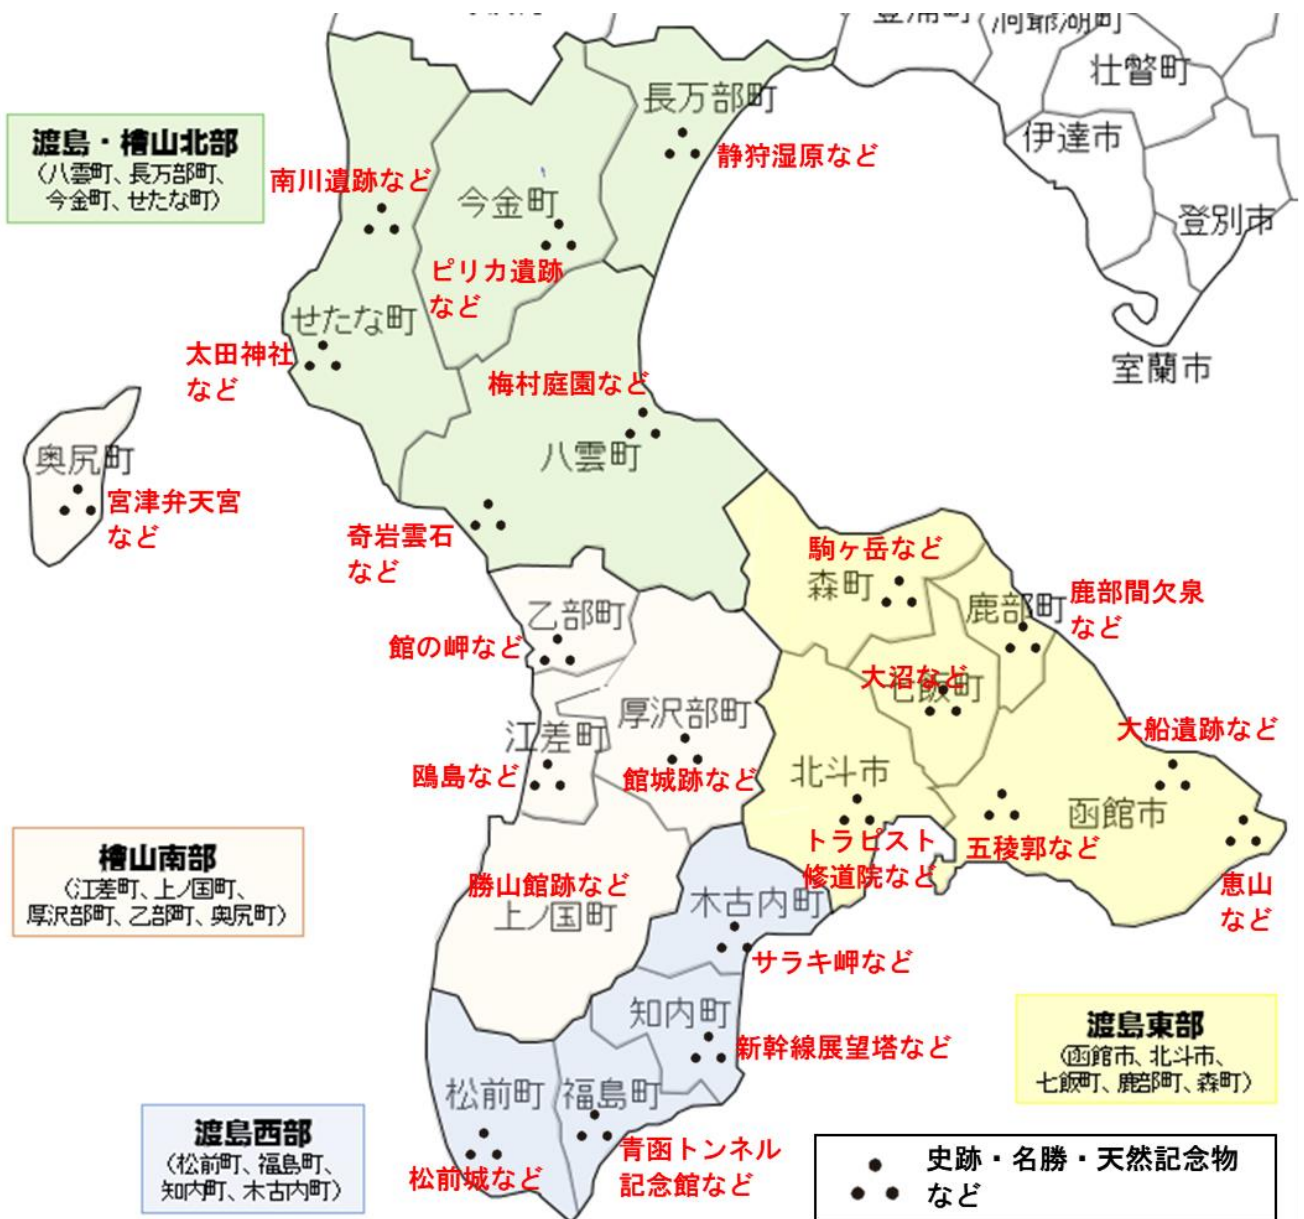 洞爺湖町
壮瞥町
長万部町
伊達市
渡島・檜山北部
(八雲町、長万部町、
今金町、せたな町)
静狩湿原など
南川遺跡など
今金町
登別市
ピリカ遺跡
など
せたな町
太田神社
など
室蘭市
梅村庭園など
奥尻町
八雲町
宮津弁天宮
など
奇岩雲石
など
駒ヶ岳など
森町
鹿部町
鹿部間欠泉
など
乙部町
館の岬など
大沼など
七飯町
厚沢部町
江差町
大船遺跡など
鴎島など
館城跡など
北斗市
函館市
トラピスト
修道院など
五稜郭など
檜山南部
(江差町、上ノ国町、
厚沢部町、乙部町、奥尻町)
勝山館跡など
上ノ国町
木古内町
恵山
など
サラキ岬など
知内町
新幹線展望塔など
渡島東部
(函館市、北斗市、
七飯町、鹿部町、森町)
松前町
福島町
渡島西部
(松前町、福島町、
知内町、木古内町)
松前城など
青函トンネル
記念館など
史跡・名勝・天然記念物
など